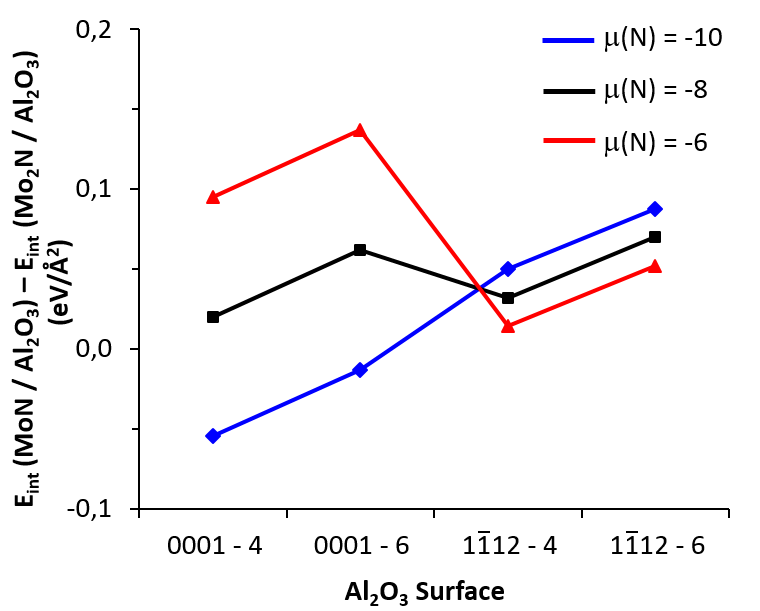 0,2
0,1
0,0
-0,1
E_int (MoN / Al₂O₃) – E_int (Mo₂N / Al₂O₃)
(eV/Å²)
μ(N) = -10
μ(N) = -8
μ(N) = -6
0001 - 4
0001 - 6
11̅12 - 4
11̅12 - 6
Al₂O₃ Surface